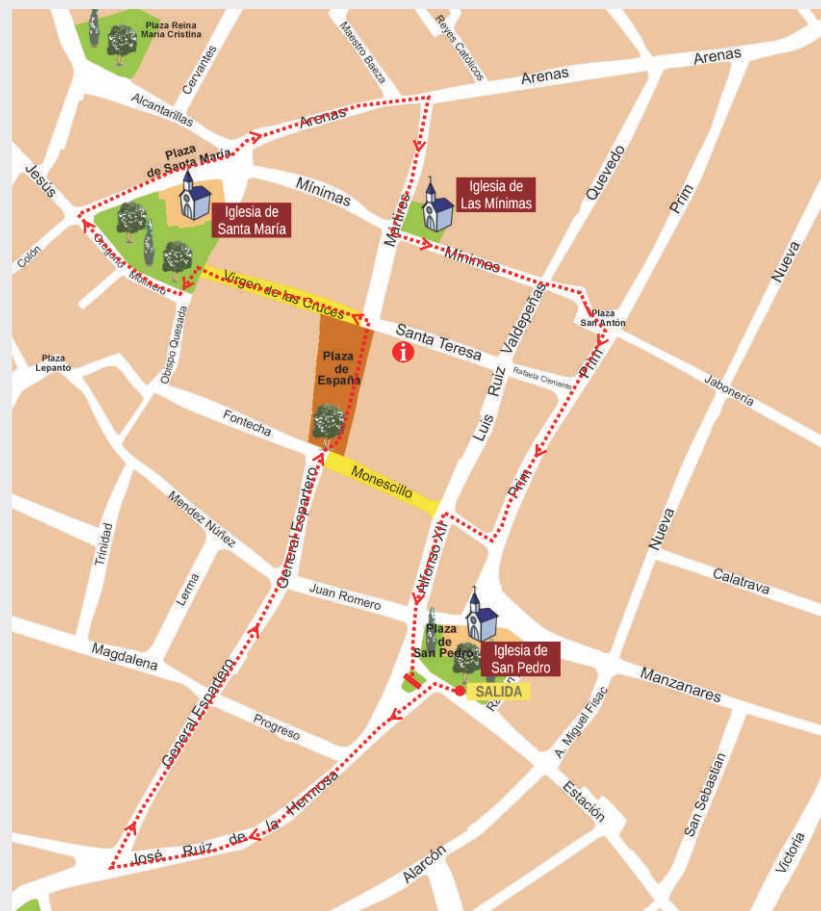 Plaza Reina
María Cristina
Cervantes
Maestro Baeza
Reyes Católicos
Arenas
Arenas
Alcantarillas
Arenas
Plaza
de Santa María
Jesús
Mínimas
Quevedo
Prim
Iglesia de
Santa María
Iglesia de
Las Mínimas
Mártires
Mínimas
Nueva
Colón
Gregorio Molinero
Virgen de las Cruces
Plaza
San Antón
Valdepeñas
Santa Teresa
i
Obispo Quesada
Plaza
Lepanto
Plaza
de
España
Rafaela Clemente
Prim
Jabonería
Ruiz
Luis
Fontecha
Monescillo
Prim
General Espartero
Mendez Núñez
Trinidad
Alfonso XII
Nueva
Lerma
Juan Romero
Calatrava
Magdalena
Plaza
de
San Pedro
Iglesia de
San Pedro
SALIDA
Manzanares
General Espartero
Progreso
A. Miguel Fisac
José Ruiz de la Hermosa
Estación
San Sebastian
Alarcón
Victoria